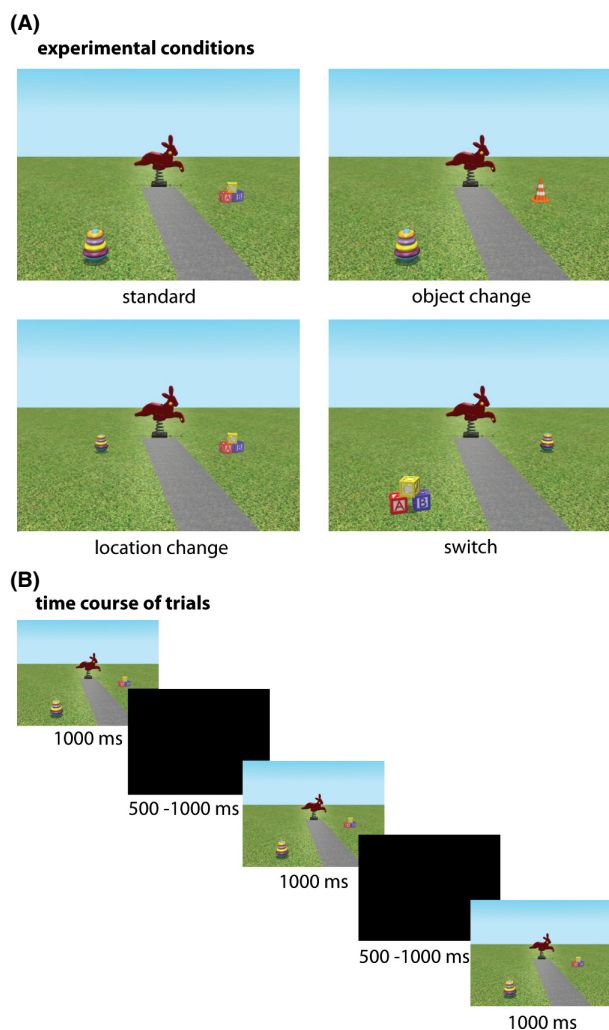 (A)
experimental conditions
standard
object change
location change
switch
(B)
time course of trials
1000 ms
500 -1000 ms
1000 ms
500 -1000 ms
1000 ms